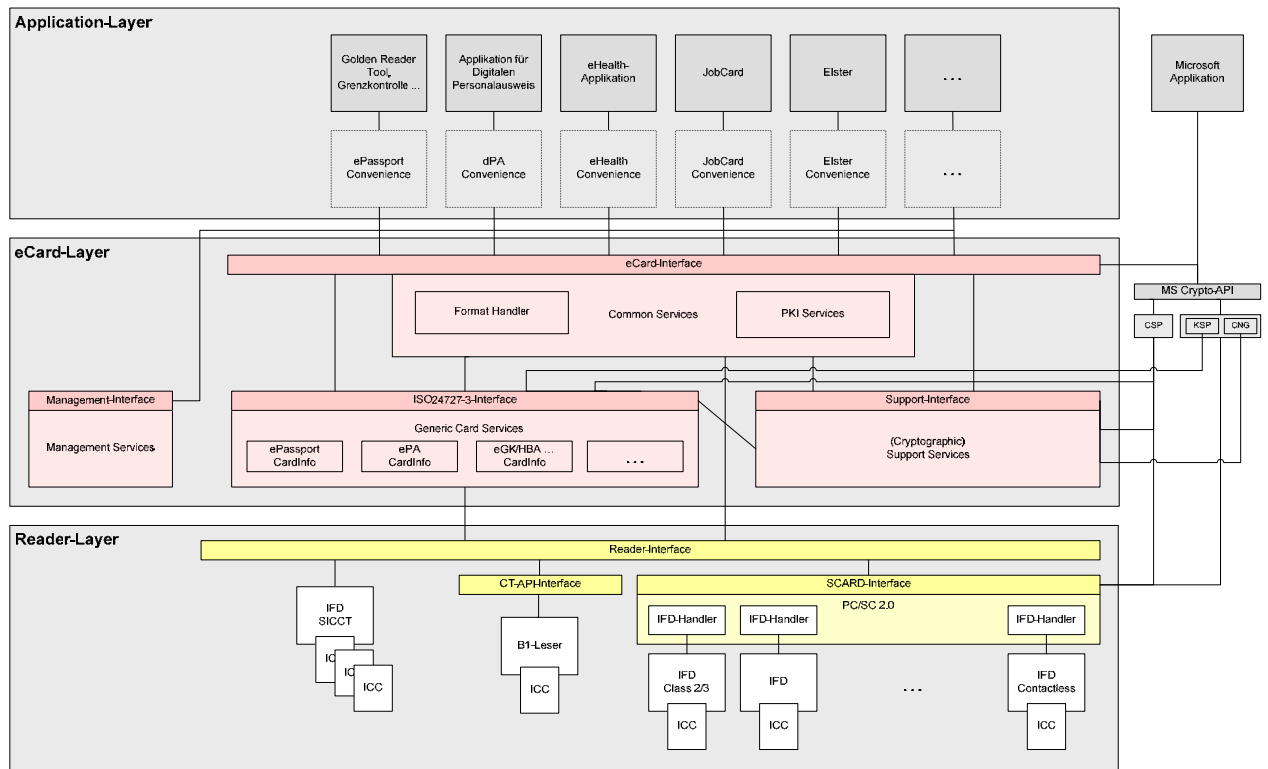 Application-Layer
Golden Reader
Tool,
Grenzkontrolle ...
Applikation für
Digitalen
Personalausweis
eHealth-
Applikation
JobCard
Elster
. . .
Microsoft
Applikation
ePassport
Convenience
dPA
Convenience
eHealth
Convenience
JobCard
Convenience
Elster
Convenience
. . .
eCard-Layer
eCard-Interface
Format Handler
Common Services
PKI Services
MS Crypto-API
CSP
KSP
CNG
Management-Interface
Management Services
ISO24727-3-Interface
Generic Card Services
ePassport
CardInfo
ePA
CardInfo
eGK/HBA ...
CardInfo
. . .
Support-Interface
(Cryptographic)
Support Services
Reader-Layer
Reader-Interface
CT-API-Interface
SCARD-Interface
PC/SC 2.0
IFD
SICCT
ICC
B1-Leser
ICC
IFD-Handler
IFD-Handler
IFD-Handler
IFD
Class 2/3
ICC
IFD
ICC
. . .
IFD
Contactless
ICC